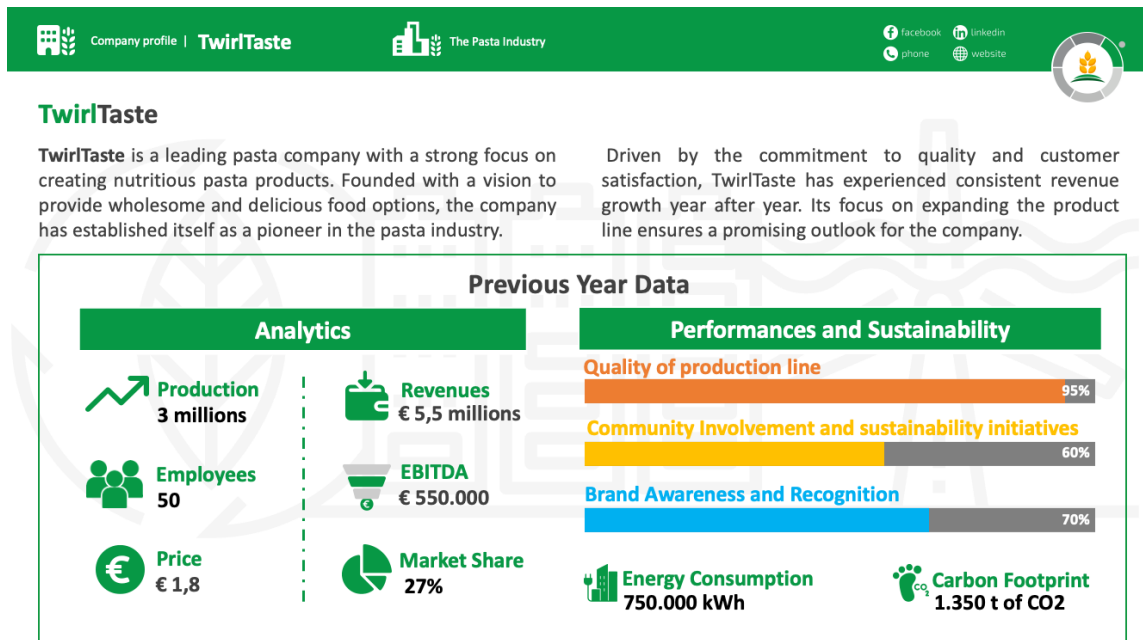 Company profile | TwirlTaste
The Pasta Industry
facebook
linkedin
phone
website
TwirlTaste
TwirlTaste is a leading pasta company with a strong focus on
creating nutritious pasta products. Founded with a vision to
provide wholesome and delicious food options, the company
has established itself as a pioneer in the pasta industry.
Driven by the commitment to quality and customer
satisfaction, TwirlTaste has experienced consistent revenue
growth year after year. Its focus on expanding the product
line ensures a promising outlook for the company.
Previous Year Data
Analytics
Production
3 millions
Revenues
€ 5,5 millions
Employees
50
EBITDA
€ 550.000
€
Price
€ 1,8
€
Market Share
27%
Performances and Sustainability
Quality of production line
95%
Community Involvement and sustainability initiatives
60%
Brand Awareness and Recognition
70%
Energy Consumption
750.000 kWh
CO2
Carbon Footprint
1.350 t of CO2